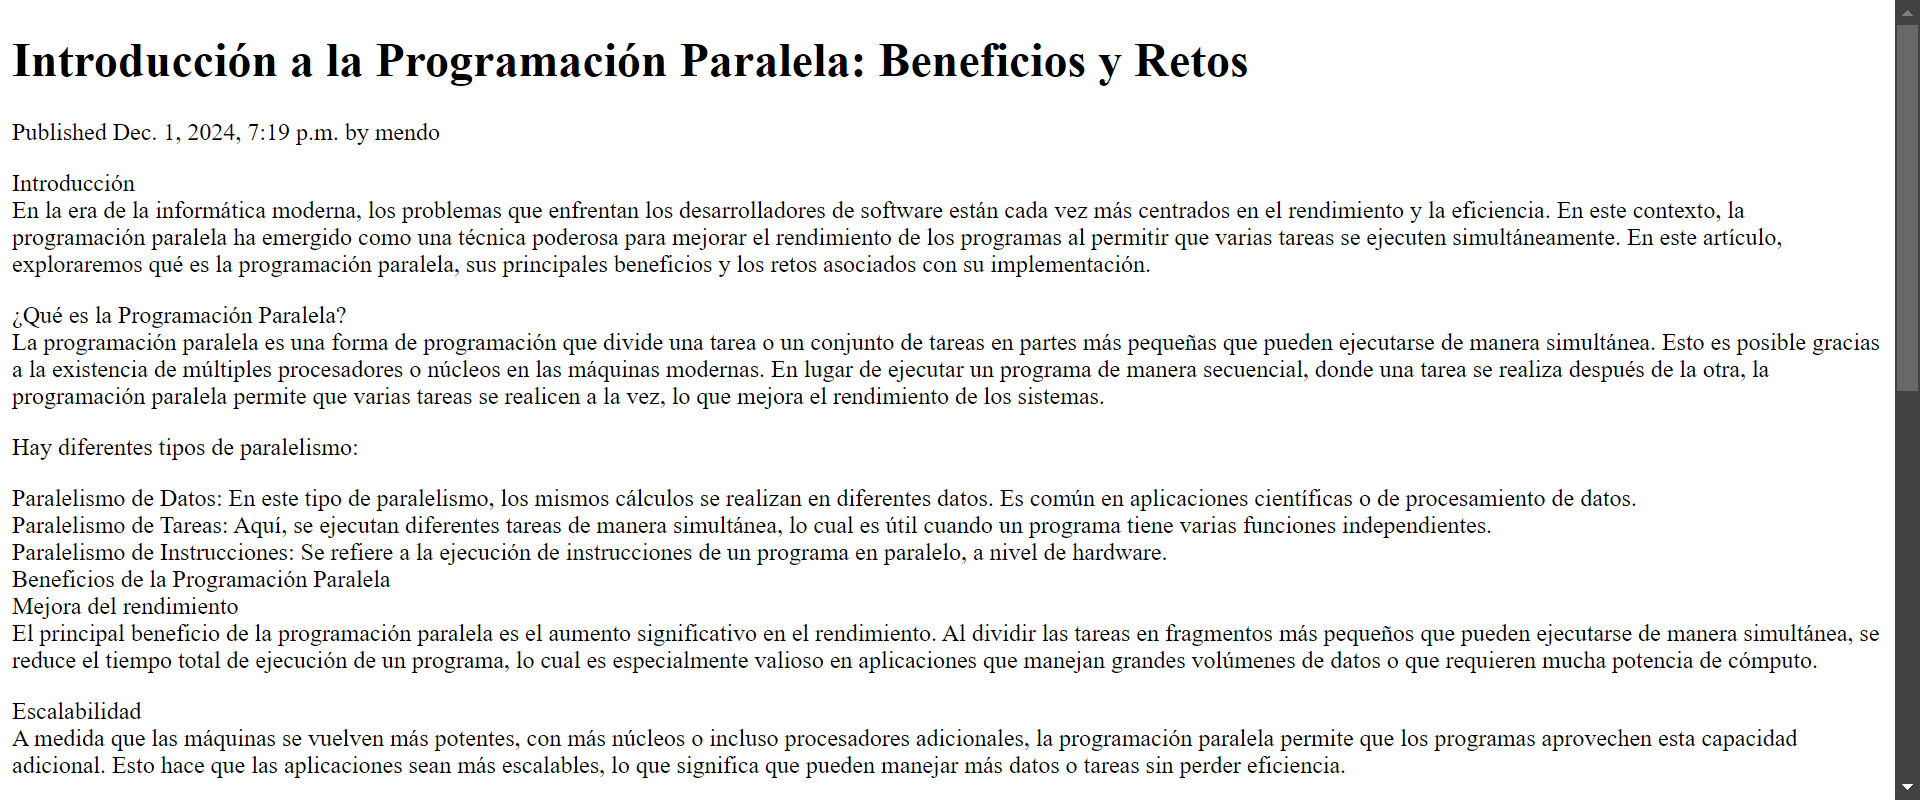 Introducción a la Programación Paralela: Beneficios y Retos
Published Dec. 1, 2024, 7:19 p.m. by mendo
Introducción
En la era de la informática moderna, los problemas que enfrentan los desarrolladores de software están cada vez más centrados en el rendimiento y la eficiencia. En este contexto, la
programación paralela ha emergido como una técnica poderosa para mejorar el rendimiento de los programas al permitir que varias tareas se ejecuten simultáneamente. En este artículo,
exploraremos qué es la programación paralela, sus principales beneficios y los retos asociados con su implementación.
¿Qué es la Programación Paralela?
La programación paralela es una forma de programación que divide una tarea o un conjunto de tareas en partes más pequeñas que pueden ejecutarse de manera simultánea. Esto es posible gracias
a la existencia de múltiples procesadores o núcleos en las máquinas modernas. En lugar de ejecutar un programa de manera secuencial, donde una tarea se realiza después de la otra, la
programación paralela permite que varias tareas se realicen a la vez, lo que mejora el rendimiento de los sistemas.
Hay diferentes tipos de paralelismo:
Paralelismo de Datos: En este tipo de paralelismo, los mismos cálculos se realizan en diferentes datos. Es común en aplicaciones científicas o de procesamiento de datos.
Paralelismo de Tareas: Aquí, se ejecutan diferentes tareas de manera simultánea, lo cual es útil cuando un programa tiene varias funciones independientes.
Paralelismo de Instrucciones: Se refiere a la ejecución de instrucciones de un programa en paralelo, a nivel de hardware.
Beneficios de la Programación Paralela
Mejora del rendimiento
El principal beneficio de la programación paralela es el aumento significativo en el rendimiento. Al dividir las tareas en fragmentos más pequeños que pueden ejecutarse de manera simultánea, se
reduce el tiempo total de ejecución de un programa, lo cual es especialmente valioso en aplicaciones que manejan grandes volúmenes de datos o que requieren mucha potencia de cómputo.
Escalabilidad
A medida que las máquinas se vuelven más potentes, con más núcleos o incluso procesadores adicionales, la programación paralela permite que los programas aprovechen esta capacidad
adicional. Esto hace que las aplicaciones sean más escalables, lo que significa que pueden manejar más datos o tareas sin perder eficiencia.